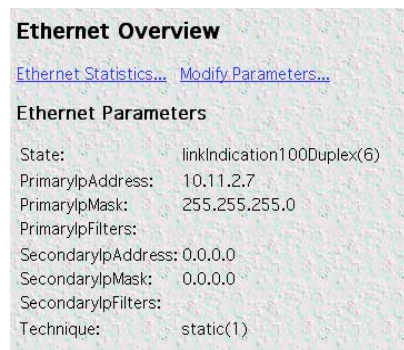 Ethernet Overview
Ethernet Statistics... Modify Parameters...
Ethernet Parameters
State: linkIndication100Duplex(6)
PrimaryIpAddress: 10.11.2.7
PrimaryIpMask: 255.255.255.0
PrimaryIpFilters:
SecondaryIpAddress: 0.0.0.0
SecondaryIpMask: 0.0.0.0
SecondaryIpFilters:
Technique: static(1)